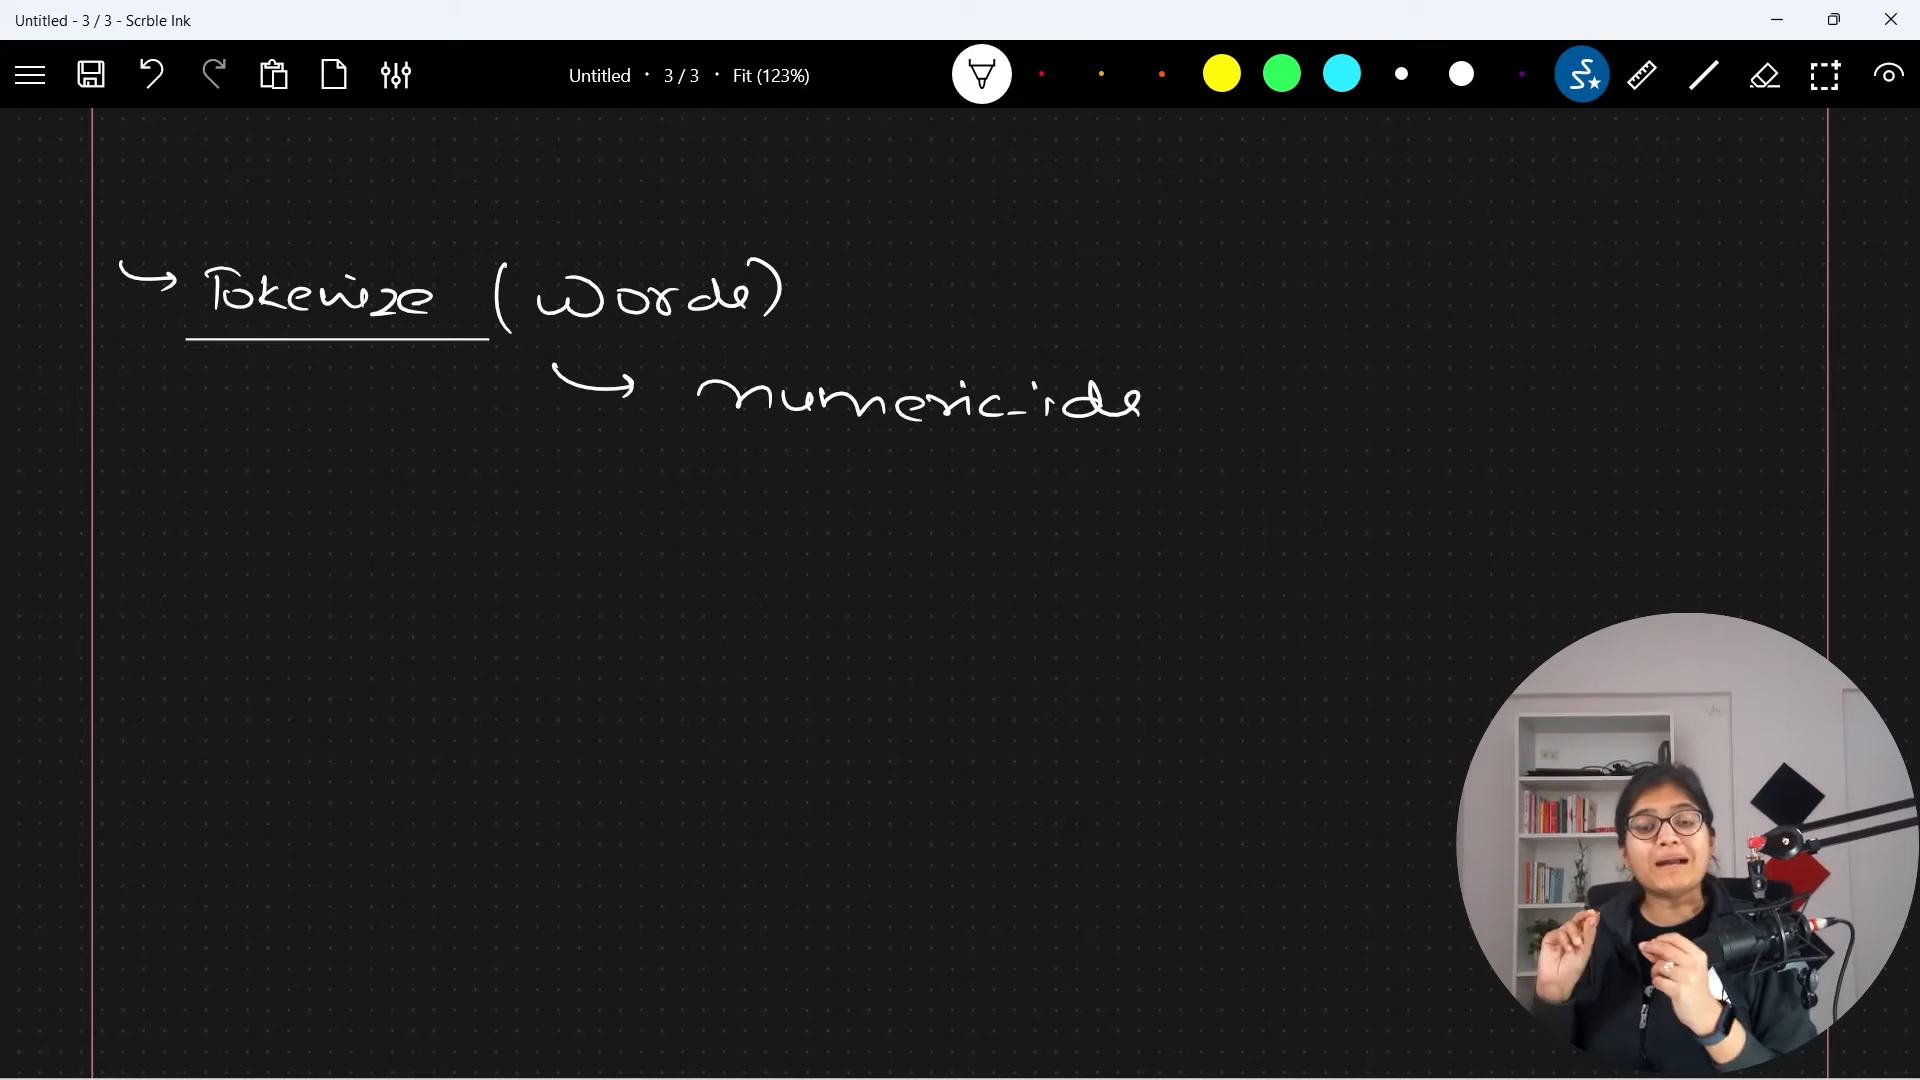 Untitled - 3 / 3 - Scrble Ink
Untitled • 3 / 3 • Fit (123%)
Tokenize (Words)
numeric-ids